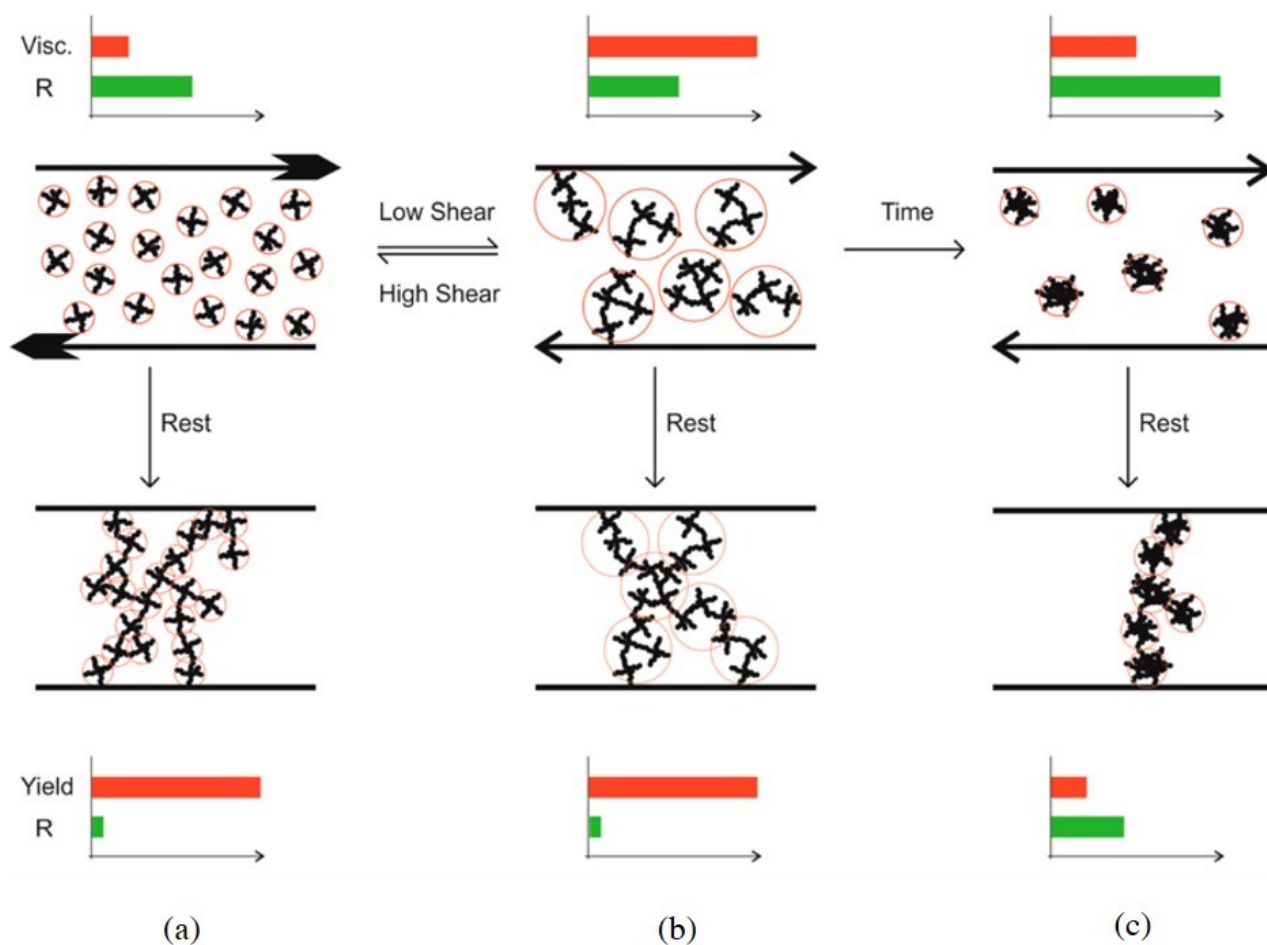 Visc.
R
Low Shear
High Shear
Time
Rest
Rest
Rest
Yield
R
(a)
(b)
(c)